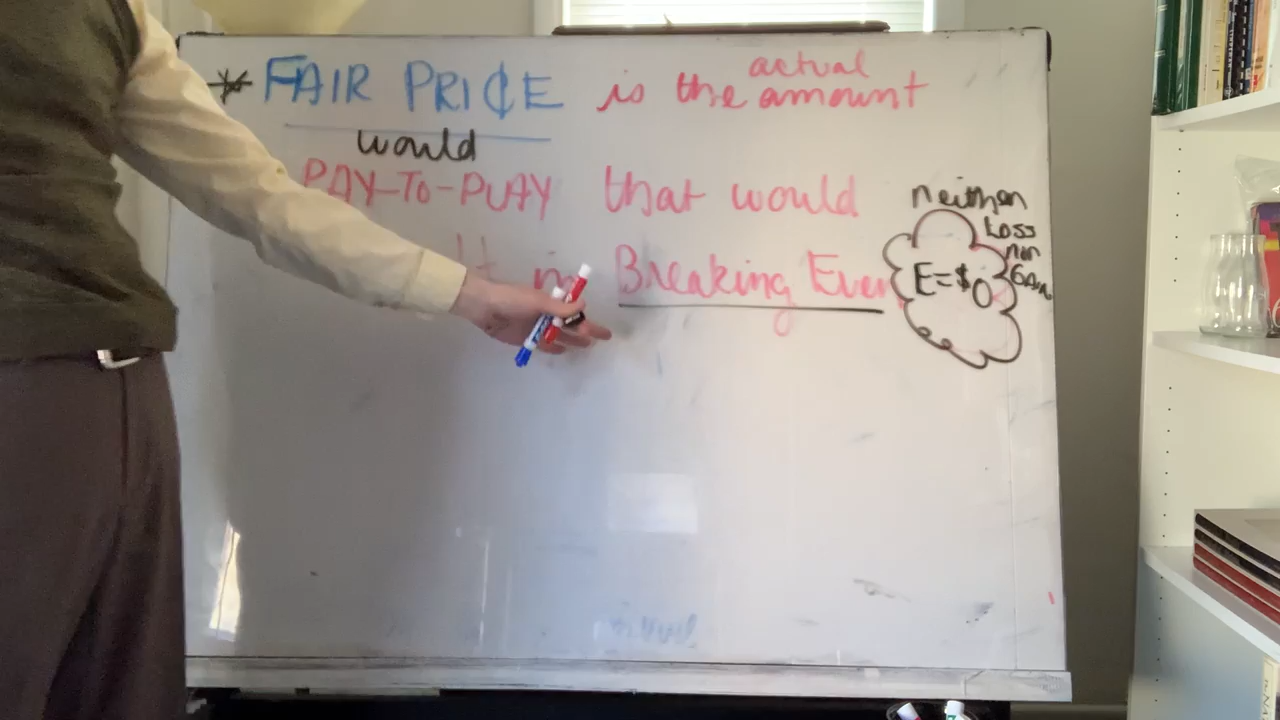 * FAIR PRI¢E is the actual amount
would
PAY-TO-PLAY that would
in Breaking Even
neither
Loss
nor
Gain
E=$0